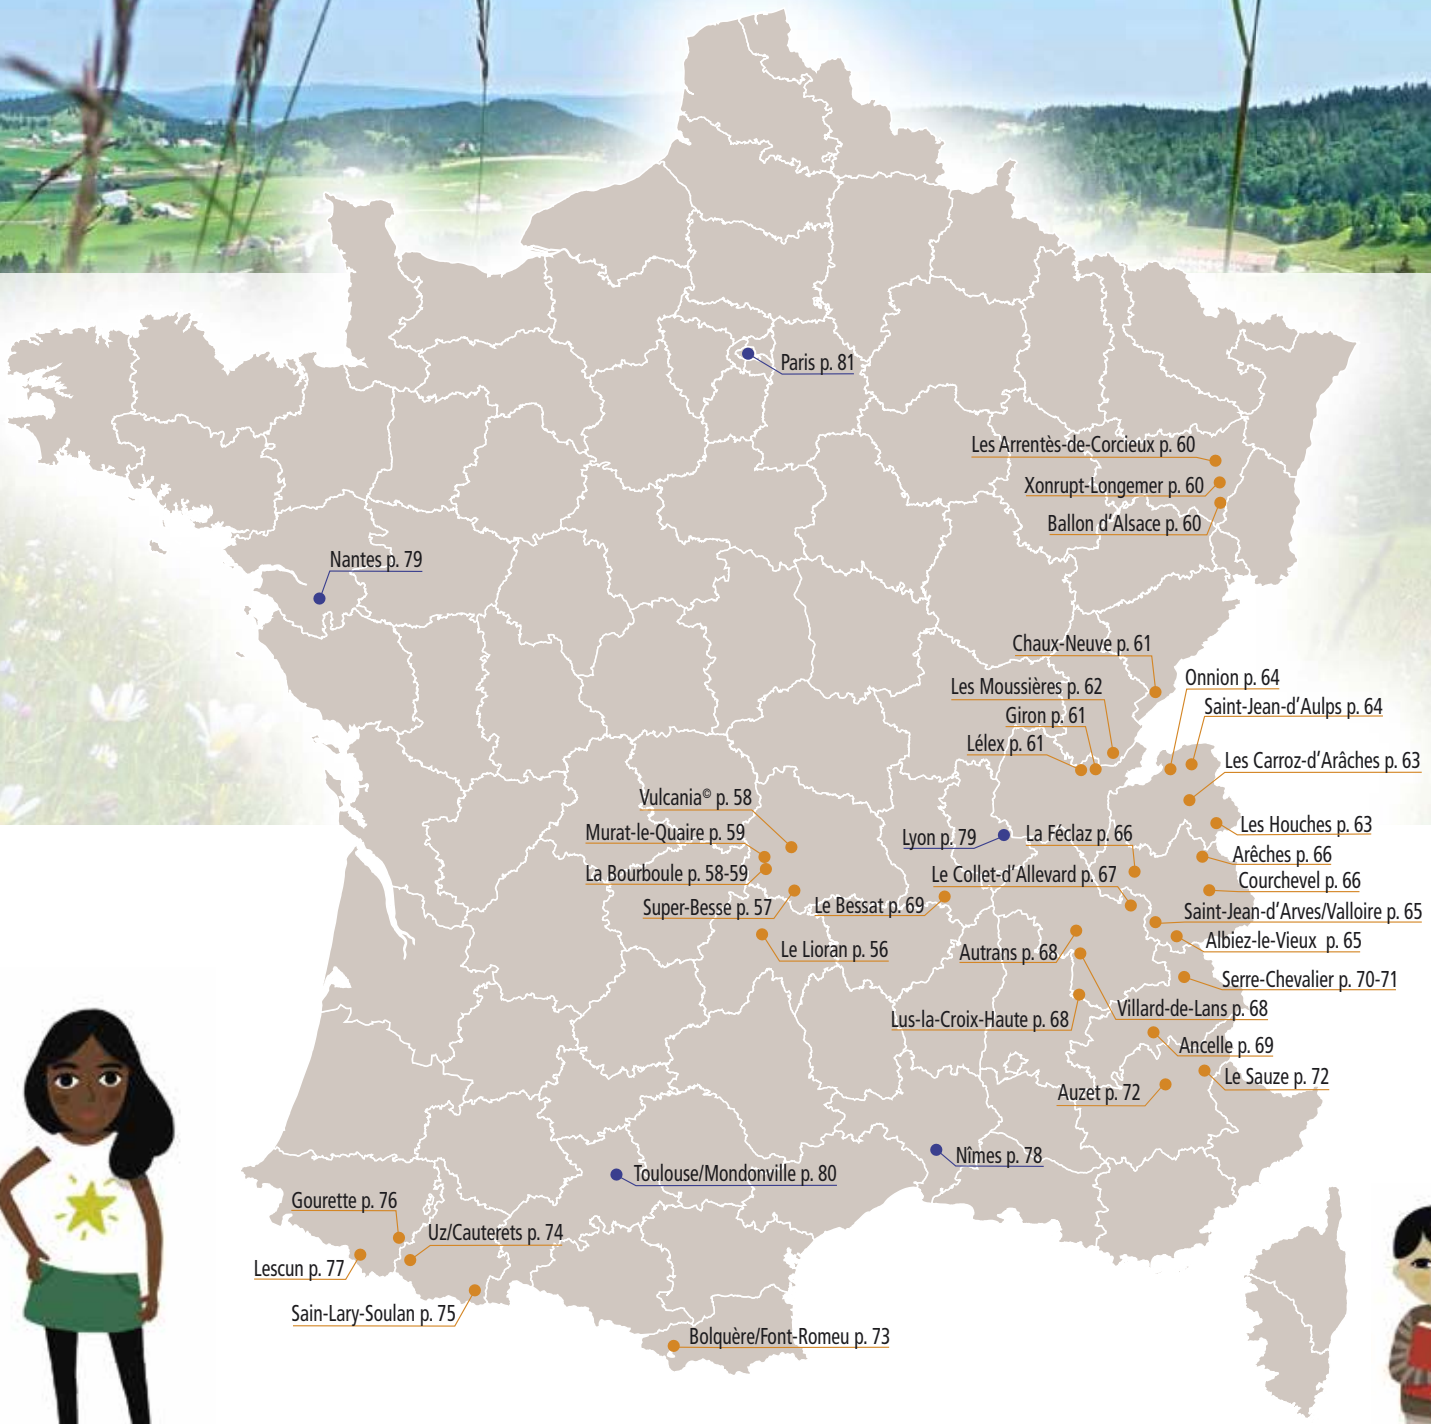 Paris p. 81
Les Arrentès-de-Corcieux p. 60
Xonrupt-Longemer p. 60
Ballon d'Alsace p. 60
Nantes p. 79
Chaux-Neuve p. 61
Onnion p. 64
Les Moussières p. 62
Saint-Jean-d'Aulps p. 64
Giron p. 61
Lélex p. 61
Les Carroz-d'Arâches p. 63
Vulcania© p. 58
Les Houches p. 63
Murat-le-Quaire p. 59
Lyon p. 79
La Féclaz p. 66
Arêches p. 66
La Bourboule p. 58-59
Le Collet-d'Allevard p. 67
Courchevel p. 66
Super-Besse p. 57
Le Bessat p. 69
Saint-Jean-d'Arves/Valloire p. 65
Albiez-le-Vieux p. 65
Le Lioran p. 56
Autrans p. 68
Serre-Chevalier p. 70-71
Villard-de-Lans p. 68
Lus-la-Croix-Haute p. 68
Ancelle p. 69
Le Sauze p. 72
Auzet p. 72
Nîmes p. 78
Toulouse/Mondonville p. 80
Gourette p. 76
Uz/Cauterets p. 74
Lescun p. 77
Sain-Lary-Soulan p. 75
Bolquère/Font-Romeu p. 73